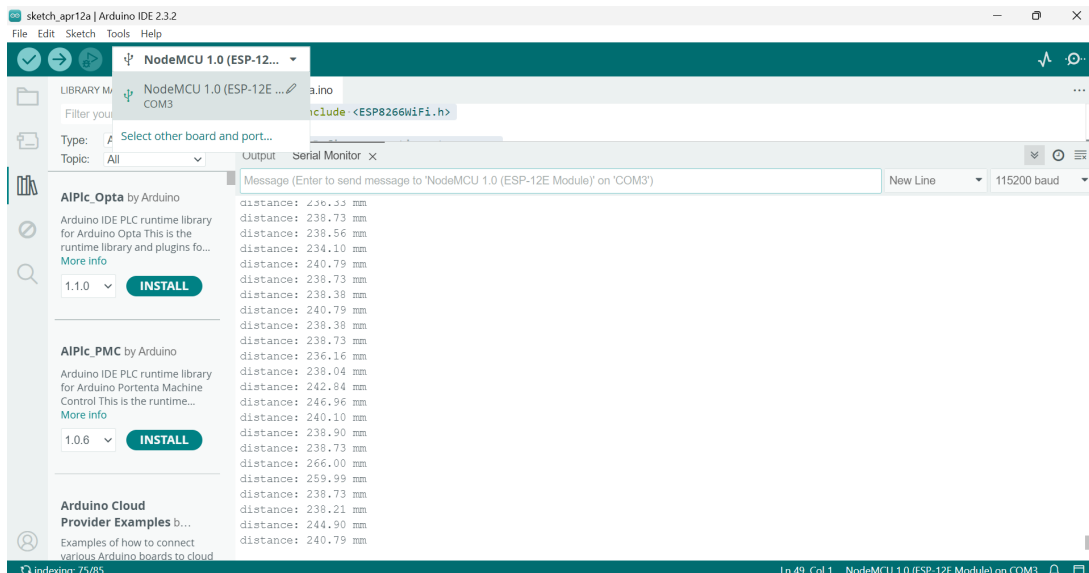 sketch_apr12a | Arduino IDE 2.3.2
File Edit Sketch Tools Help
NodeMCU 1.0 (ESP-12...
NodeMCU 1.0 (ESP-12E ...
COM3
Select other board and port...
LIBRARY MA
Filter your
Type:
Topic: All
a.ino
include <ESP8266WiFi.h>
Output Serial Monitor
Message (Enter to send message to 'NodeMCU 1.0 (ESP-12E Module)' on 'COM3')
New Line
115200 baud
AlPlc_Opta by Arduino
Arduino IDE PLC runtime library
for Arduino Opta This is the
runtime library and plugins fo...
More info
1.1.0 INSTALL
AlPlc_PMC by Arduino
Arduino IDE PLC runtime library
for Arduino Portenta Machine
Control This is the runtime...
More info
1.0.6 INSTALL
Arduino Cloud
Provider Examples b...
Examples of how to connect
various Arduino boards to cloud
distance: 236.33 mm
distance: 238.73 mm
distance: 238.56 mm
distance: 234.10 mm
distance: 240.79 mm
distance: 238.73 mm
distance: 238.38 mm
distance: 240.79 mm
distance: 238.38 mm
distance: 238.73 mm
distance: 236.16 mm
distance: 238.04 mm
distance: 242.84 mm
distance: 246.96 mm
distance: 240.10 mm
distance: 238.90 mm
distance: 238.73 mm
distance: 266.00 mm
distance: 259.99 mm
distance: 238.73 mm
distance: 238.21 mm
distance: 244.90 mm
distance: 240.79 mm
indexing: 75/85
Ln 49, Col 1 NodeMCU 1.0 (ESP-12E Module) on COM3